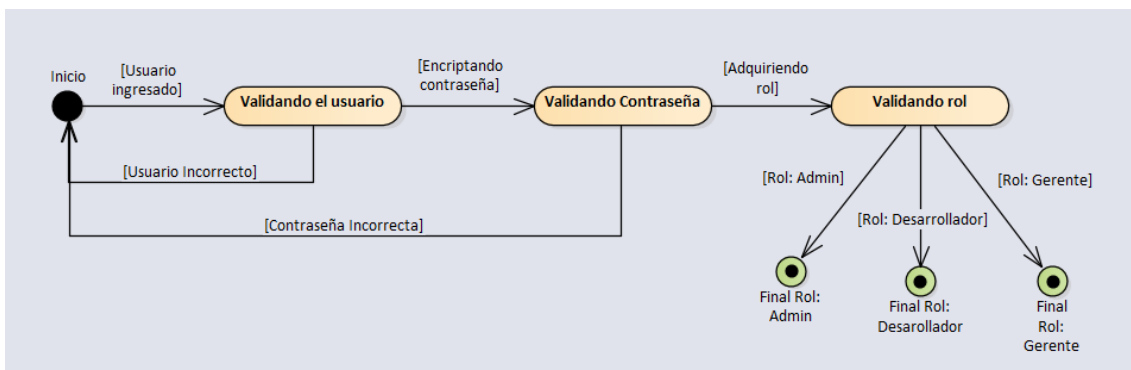 Inicio
[Usuario
ingresado]
Validando el usuario
[Encriptando
contraseña]
Validando Contraseña
[Adquiriendo
rol]
Validando rol
[Usuario Incorrecto]
[Contraseña Incorrecta]
[Rol: Admin]
[Rol: Desarrollador]
[Rol: Gerente]
Final Rol:
Admin
Final Rol:
Desarollador
Final
Rol:
Gerente